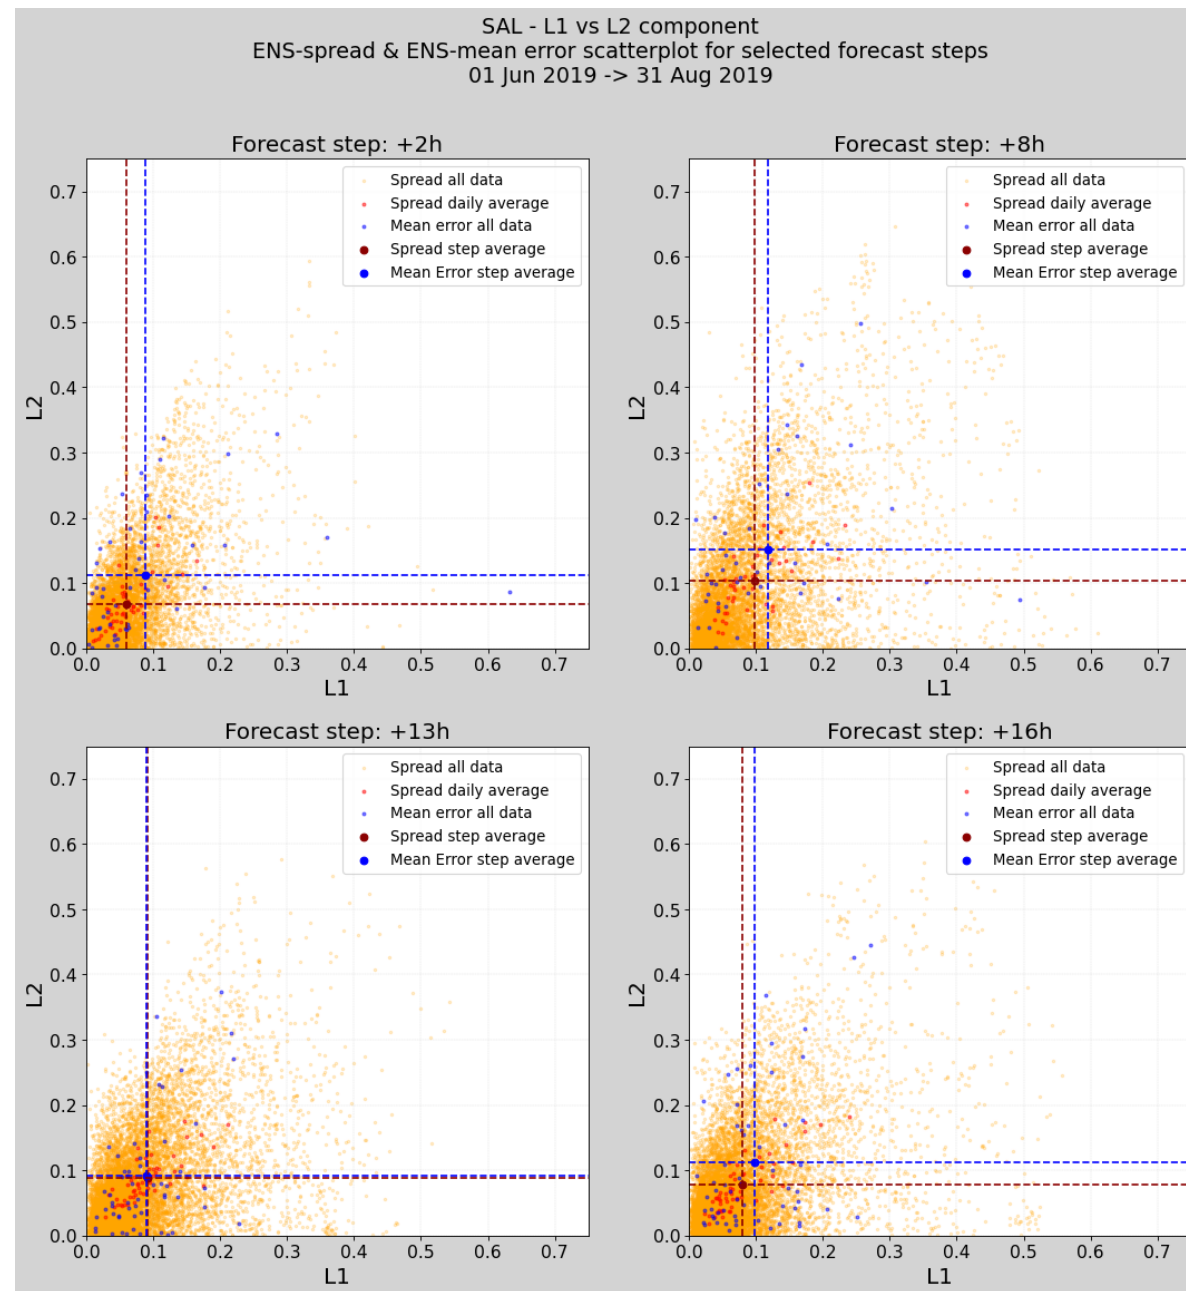 SAL - L1 vs L2 component
ENS-spread & ENS-mean error scatterplot for selected forecast steps
01 Jun 2019 -> 31 Aug 2019
Forecast step: +2h
Spread all data
Spread daily average
Mean error all data
Spread step average
Mean Error step average
L2
0.7
0.6
0.5
0.4
0.3
0.2
0.1
0.0
0.0 0.1 0.2 0.3 0.4 0.5 0.6 0.7
L1
Forecast step: +8h
Spread all data
Spread daily average
Mean error all data
Spread step average
Mean Error step average
L2
0.7
0.6
0.5
0.4
0.3
0.2
0.1
0.0
0.0 0.1 0.2 0.3 0.4 0.5 0.6 0.7
L1
Forecast step: +13h
Spread all data
Spread daily average
Mean error all data
Spread step average
Mean Error step average
L2
0.7
0.6
0.5
0.4
0.3
0.2
0.1
0.0
0.0 0.1 0.2 0.3 0.4 0.5 0.6 0.7
L1
Forecast step: +16h
Spread all data
Spread daily average
Mean error all data
Spread step average
Mean Error step average
L2
0.7
0.6
0.5
0.4
0.3
0.2
0.1
0.0
0.0 0.1 0.2 0.3 0.4 0.5 0.6 0.7
L1